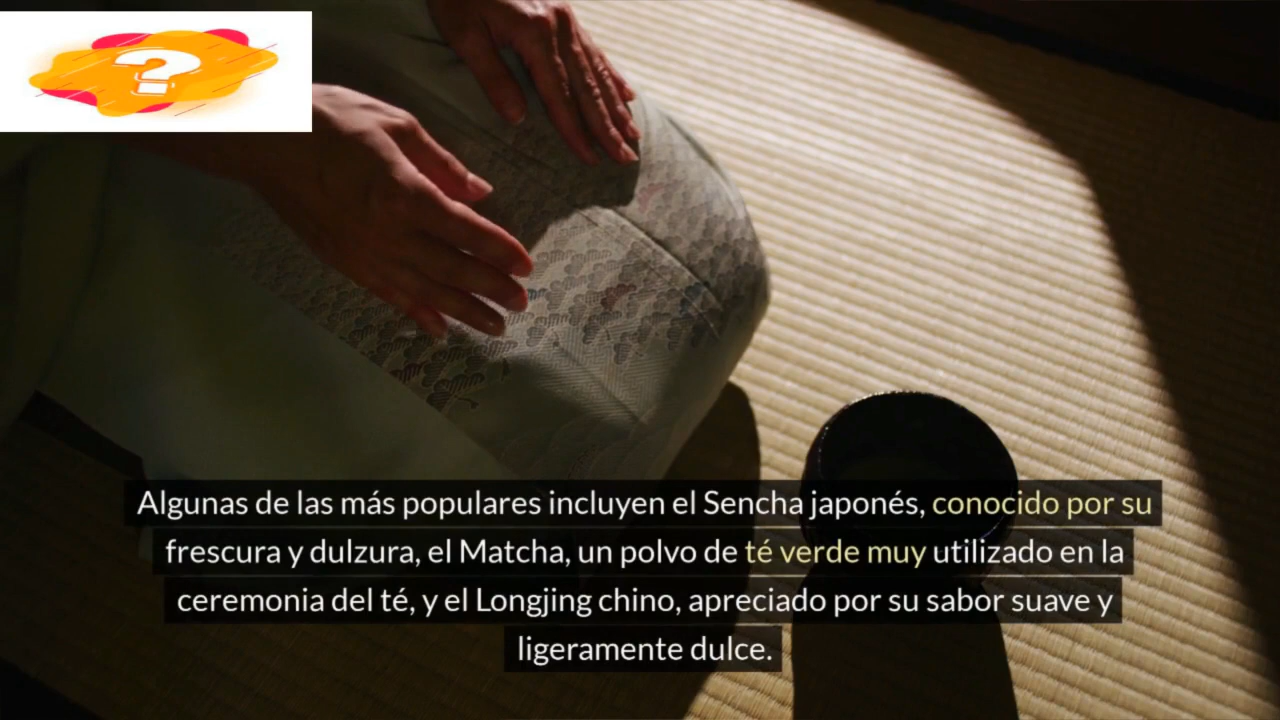 ?
Algunas de las más populares incluyen el Sencha japonés, conocido por su
frescura y dulzura, el Matcha, un polvo de té verde muy utilizado en la
ceremonia del té, y el Longjing chino, apreciado por su sabor suave y
ligeramente dulce.